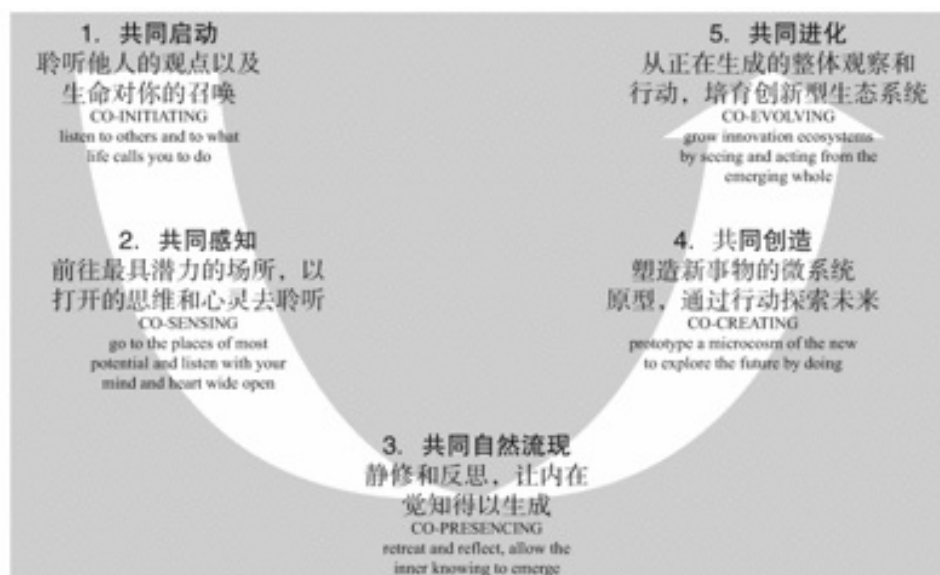 1. 共同启动
聆听他人的观点以及
生命对你的召唤
CO-INITIATING
listen to others and to what
life calls you to do
2. 共同感知
前往最具潜力的场所，以
打开的思维和心灵去聆听
CO-SENSING
go to the places of most
potential and listen with your
mind and heart wide open
3. 共同自然流现
静修和反思，让内在
觉知得以生成
CO-PRESENCING
retreat and reflect, allow the
inner knowing to emerge
4. 共同创造
塑造新事物的微系统
原型，通过行动探索未来
CO-CREATING
prototype a microcosm of the new
to explore the future by doing
5. 共同进化
从正在生成的整体观察和
行动，培育创新型生态系统
CO-EVOLVING
grow innovation ecosystems
by seeing and acting from the
emerging whole